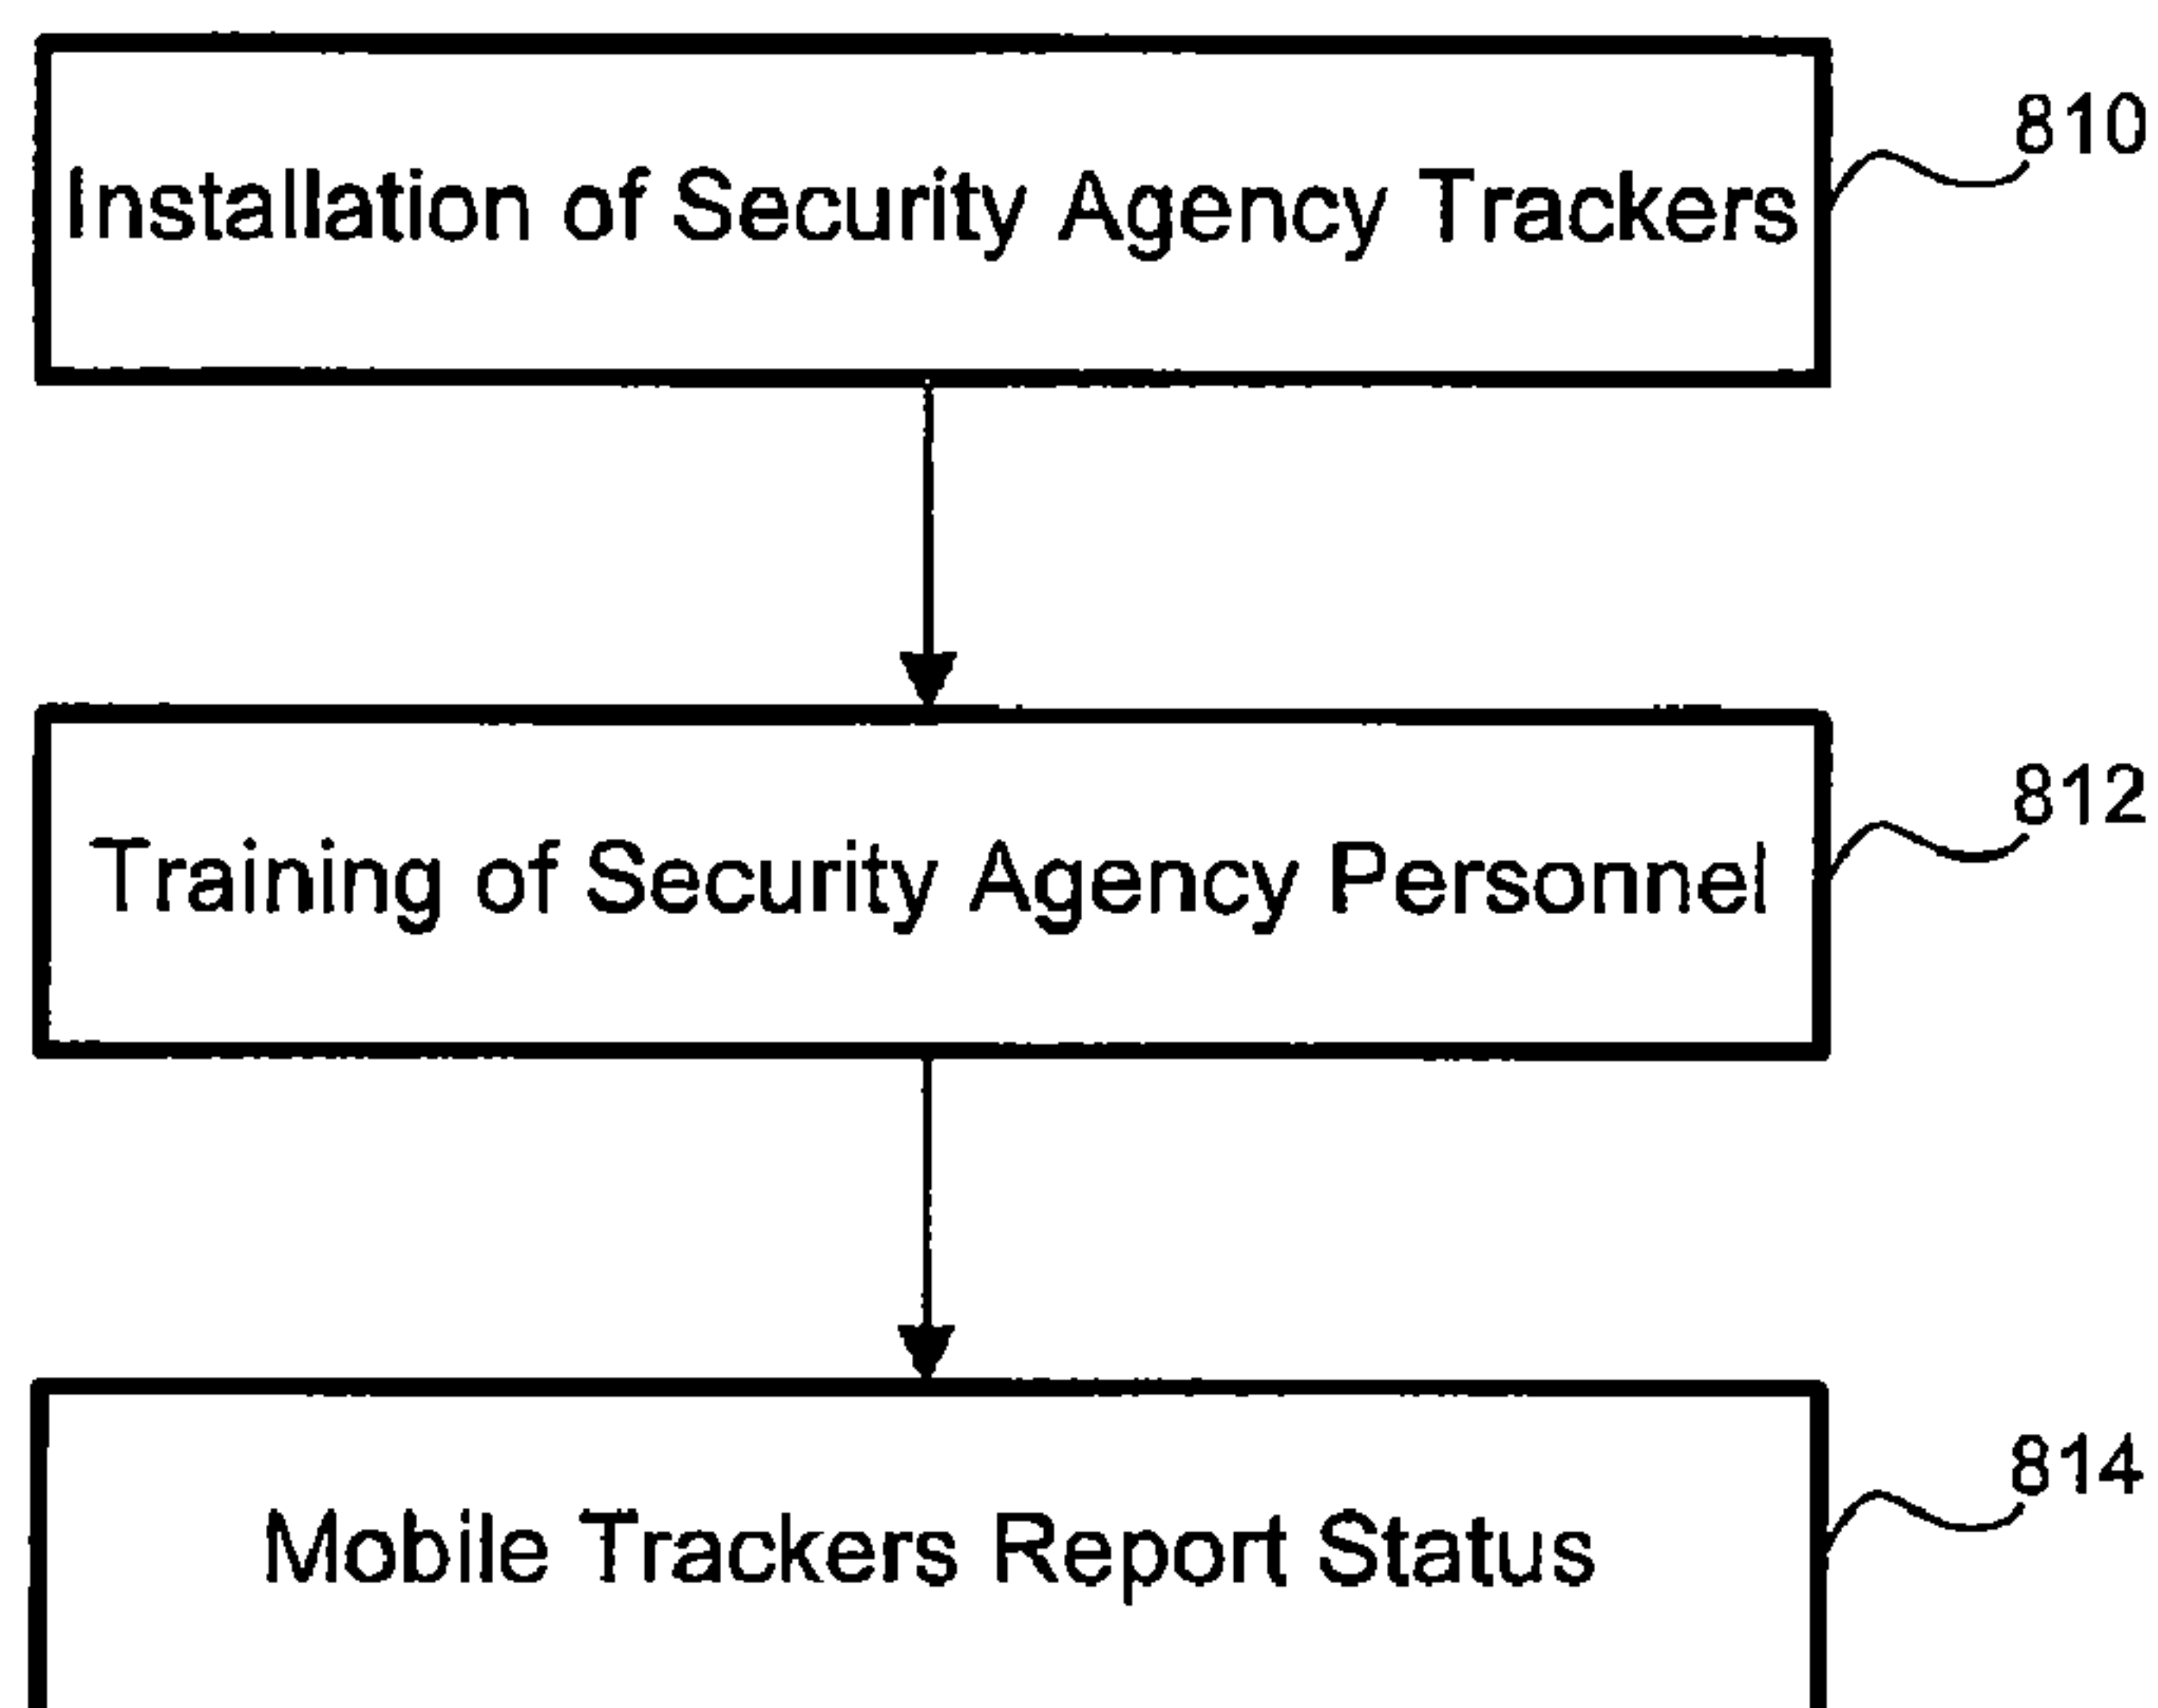 810
Installation of Security Agency Trackers
812
Training of Security Agency Personnel
814
Mobile Trackers Report Status